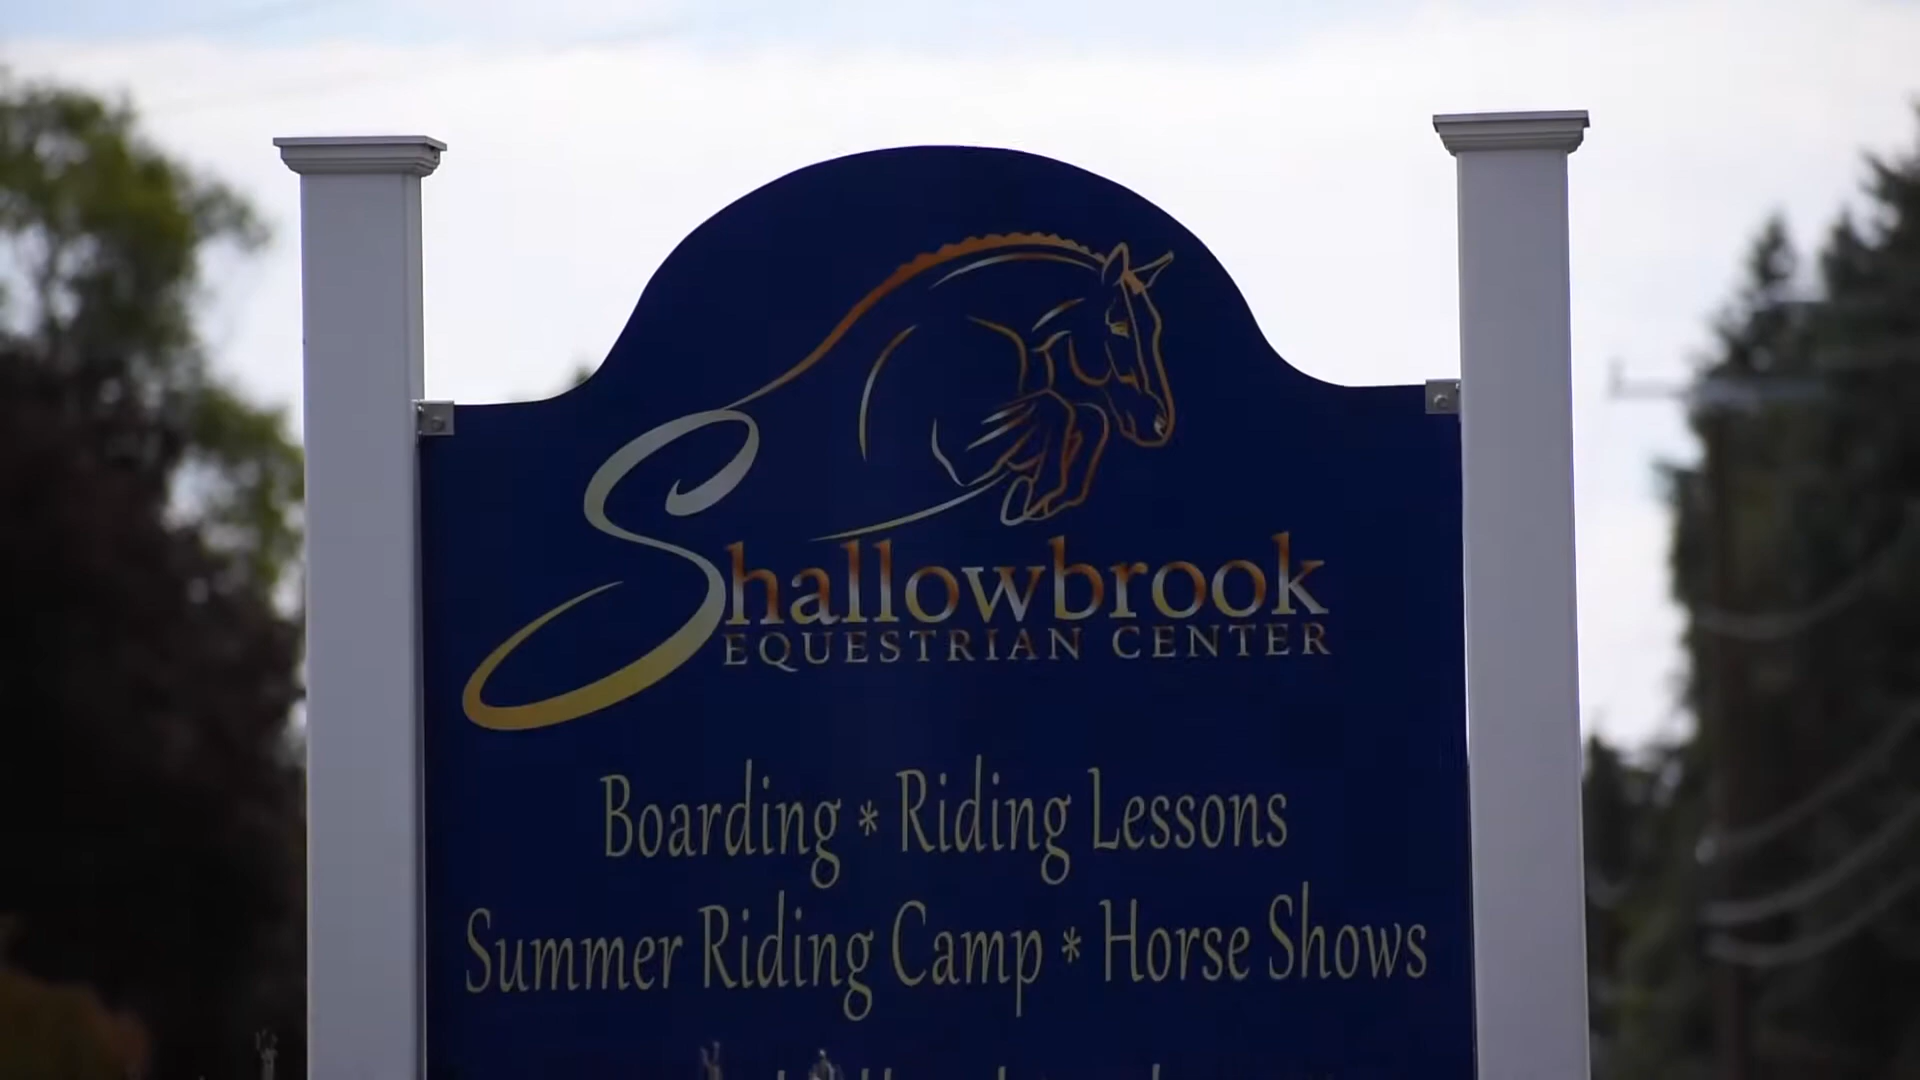 Shallowbrook
EQUESTRIAN CENTER
Boarding * Riding Lessons
Summer Riding Camp * Horse Shows